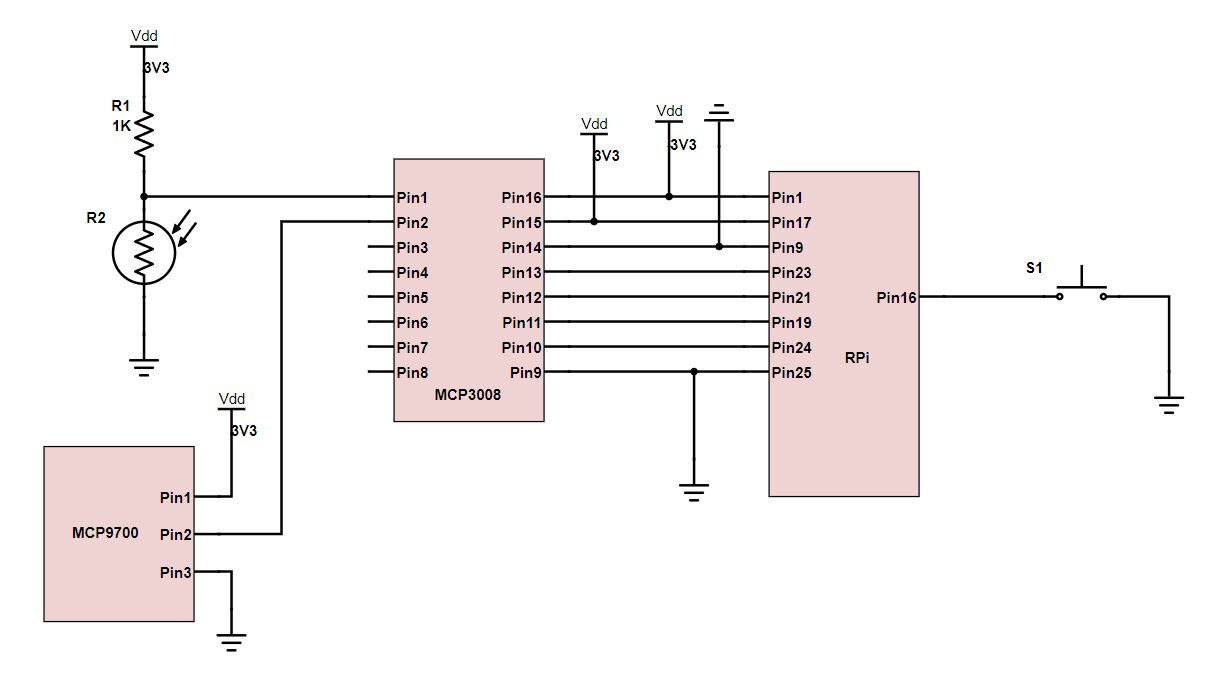 Vdd
3V3
R1
1K
R2
Vdd
3V3
Vdd
3V3
Pin1
Pin2
Pin3
Pin4
Pin5
Pin6
Pin7
Pin8
Pin16
Pin15
Pin14
Pin13
Pin12
Pin11
Pin10
Pin9
MCP3008
Pin1
Pin17
Pin9
Pin23
Pin21
Pin19
Pin24
Pin25
RPi
Pin16
S1
Vdd
3V3
MCP9700
Pin1
Pin2
Pin3